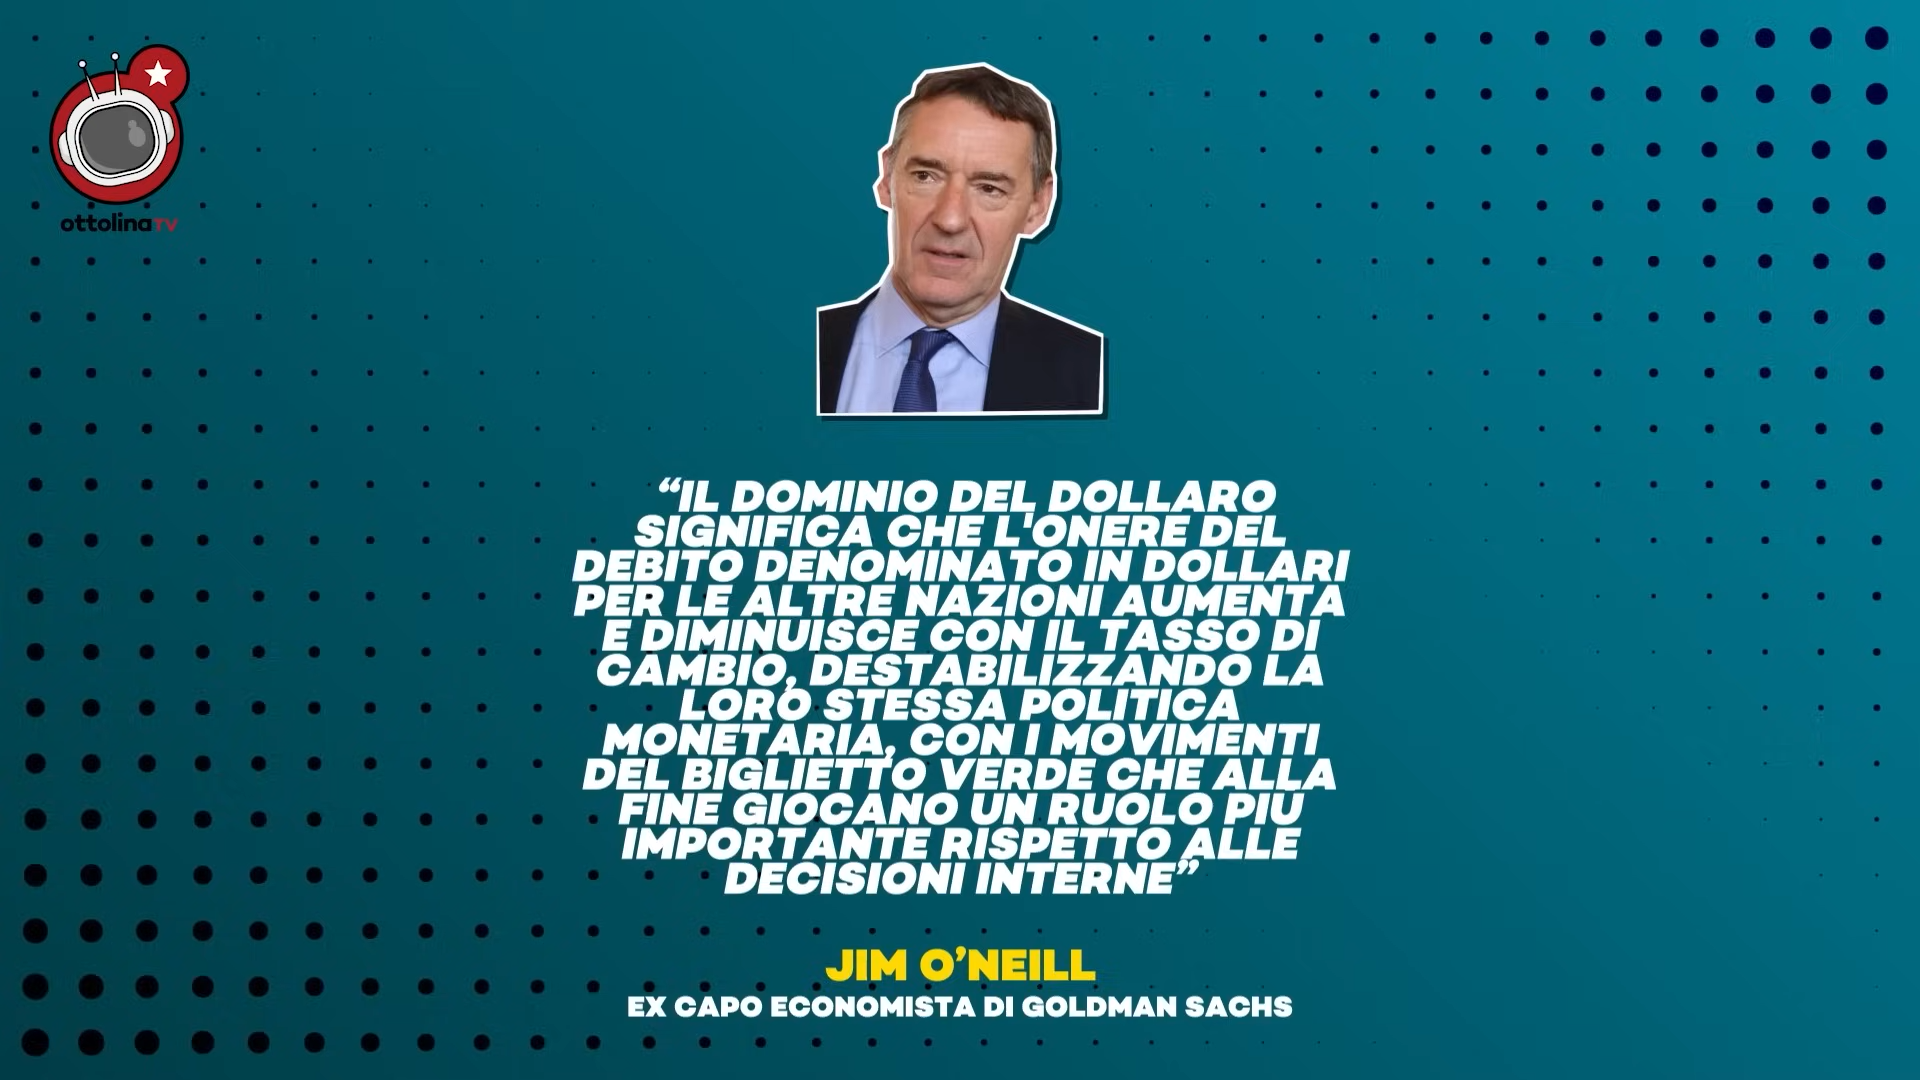 ottolinaTV
“IL DOMINIO DEL DOLLARO
SIGNIFICA CHE L'ONERE DEL
DEBITO DENOMINATO IN DOLLARI
PER LE ALTRE NAZIONI AUMENTA
E DIMINUISCE CON IL TASSO DI
CAMBIO, DESTABILIZZANDO LA
LORO STESSA POLITICA
MONETARIA, CON I MOVIMENTI
DEL BIGLIETTO VERDE CHE ALLA
FINE GIOCANO UN RUOLO PIÙ
IMPORTANTE RISPETTO ALLE
DECISIONI INTERNE”
JIM O’NEILL
EX CAPO ECONOMISTA DI GOLDMAN SACHS